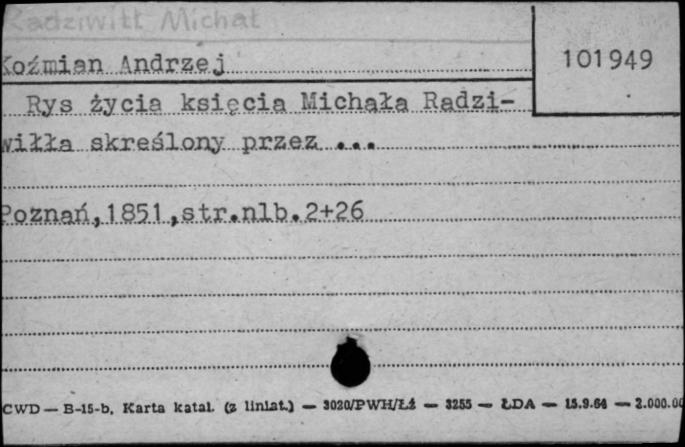 Radziwiłł Michał
Koźmian Andrzej
101949
Rys życia księcia Michała Radzi-
wiłła skreślony przez ...
Poznań,1851,str.nlb.2+26
CWD — B-15-b, Karta katal. (z liniat.) — 3020/PWH/Łż — 3255 — ŁDA — 15.9.64 — 2.000.00